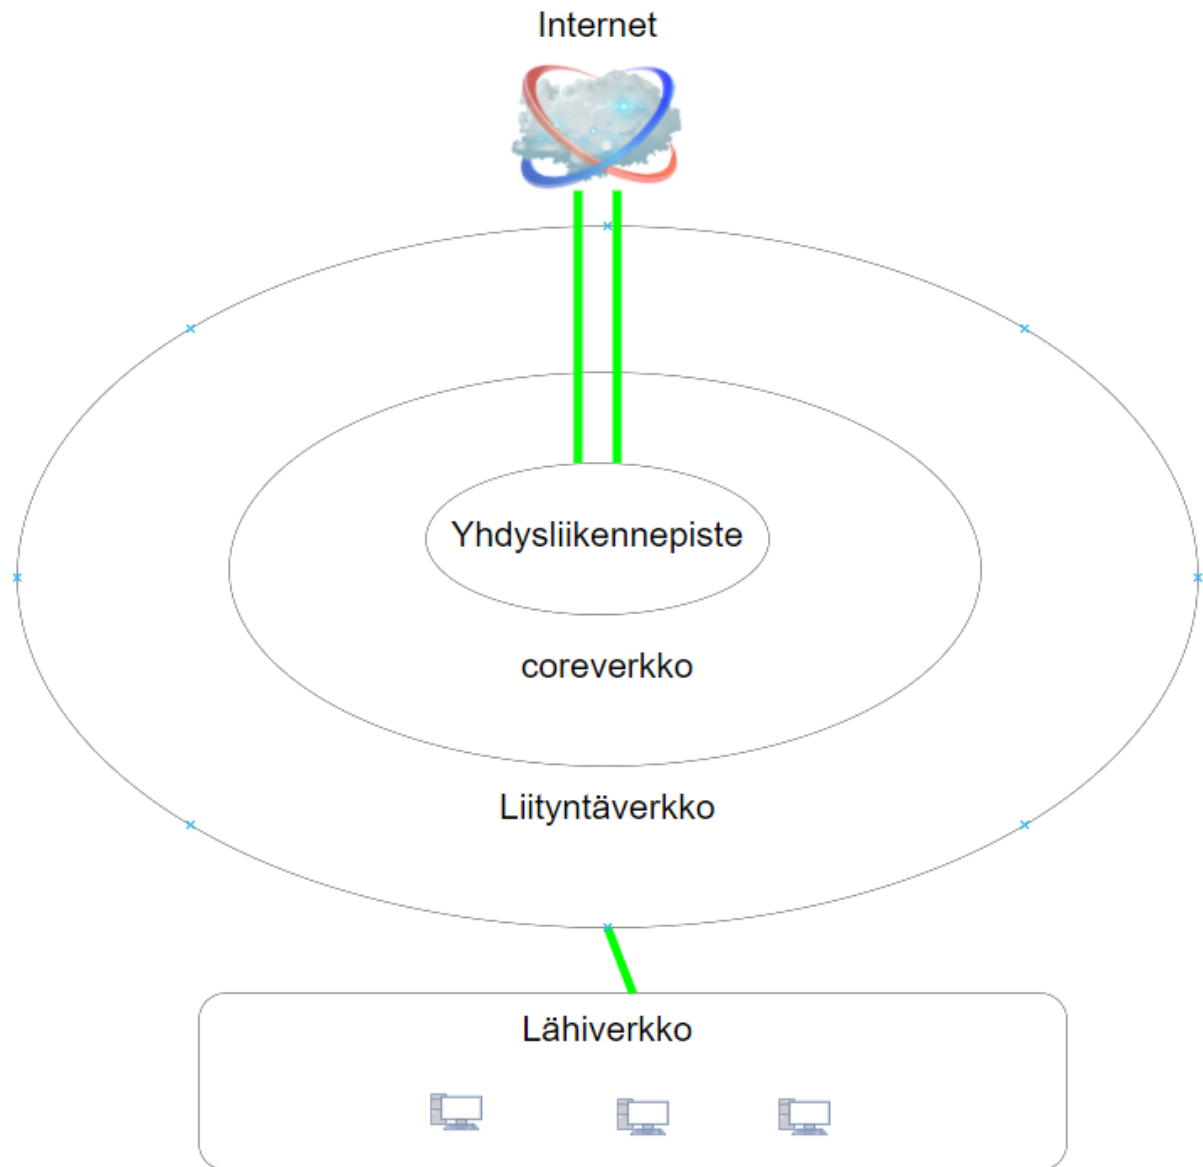 Internet
Yhdysliikennepiste
coreverkko
Liityntäverkko
Lähiverkko